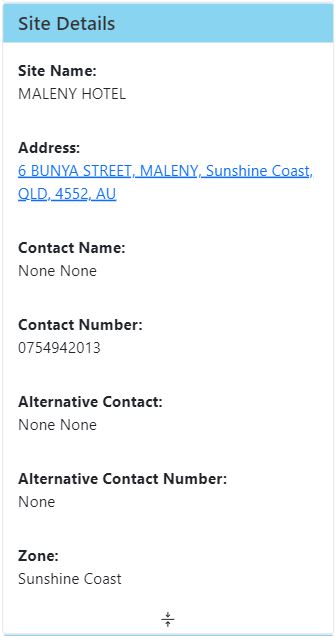 Site Details
Site Name:
MALENY HOTEL
Address:
6 BUNYA STREET, MALENY, Sunshine Coast,
QLD, 4552, AU
Contact Name:
None None
Contact Number:
0754942013
Alternative Contact:
None None
Alternative Contact Number:
None
Zone:
Sunshine Coast